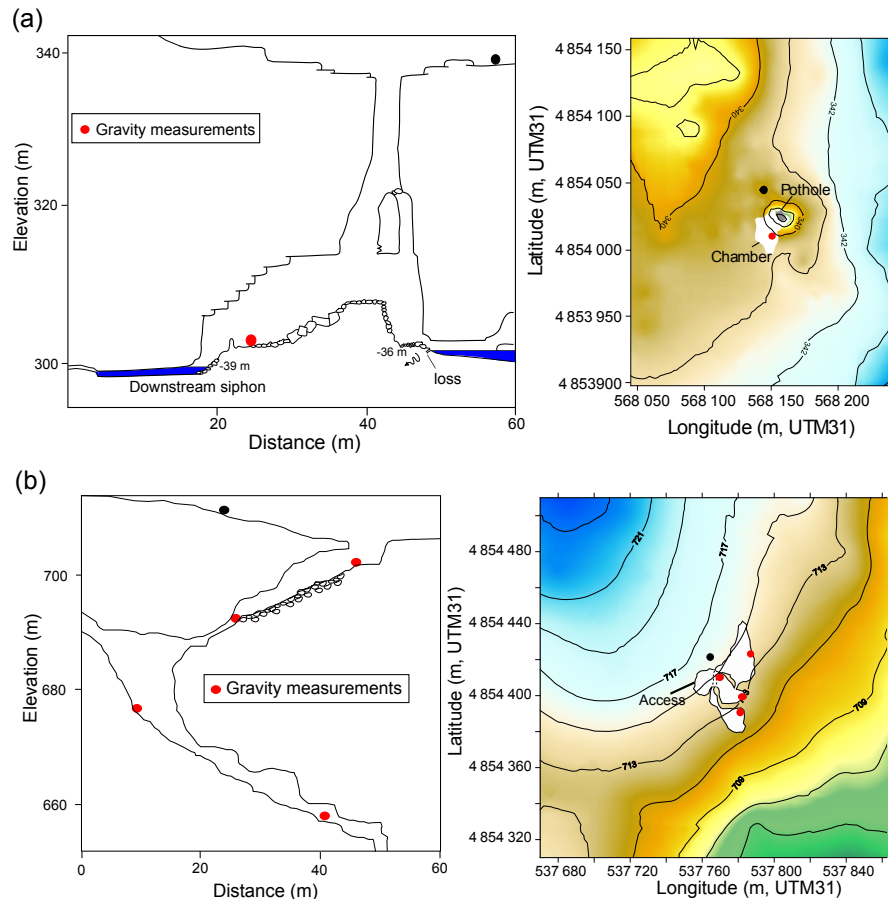 (a)
340
Gravity measurements
Elevation (m)
320
300
-39 m
-36 m
Downstream siphon
loss
0
20
40
60
Distance (m)
4 854 150
4 854 100
4 854 050
4 854 000
4 853 950
4 853 900
Latitude (m, UTM31)
340
342
Pothole
340
342
Chamber
342
568 050
568 100
568 150
568 200
Longitude (m, UTM31)
(b)
700
Elevation (m)
680
Gravity measurements
660
0
20
40
60
Distance (m)
4 854 480
4 854 440
4 854 400
4 854 360
4 854 320
Latitude (m, UTM31)
721
717
713
717
Access
709
713
709
537 680
537 720
537 760
537 800
537 840
Longitude (m, UTM31)